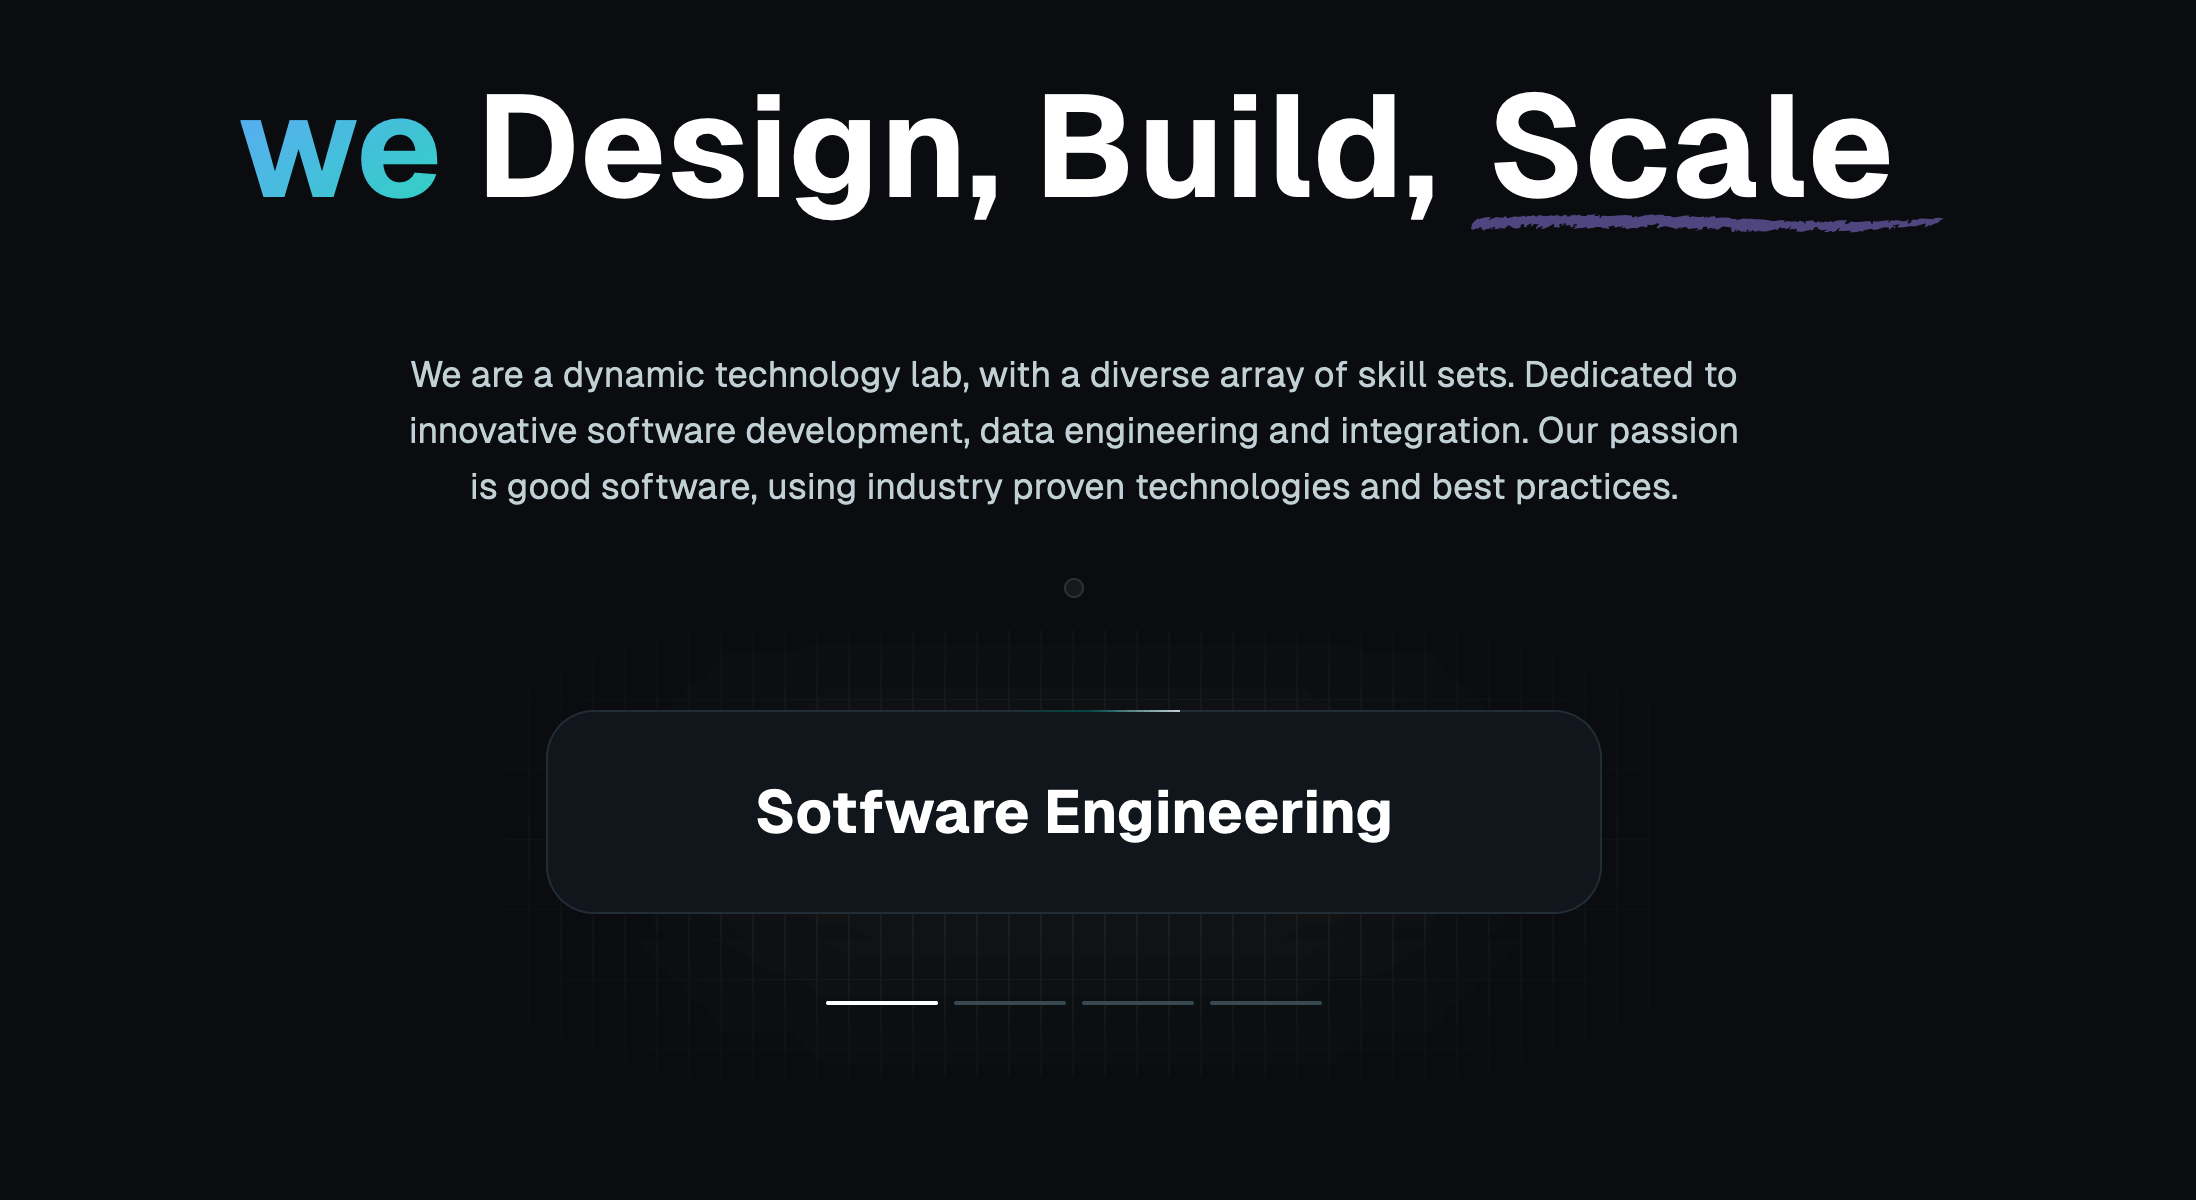 we Design, Build, Scale
We are a dynamic technology lab, with a diverse array of skill sets. Dedicated to
innovative software development, data engineering and integration. Our passion
is good software, using industry proven technologies and best practices.
Sotfware Engineering